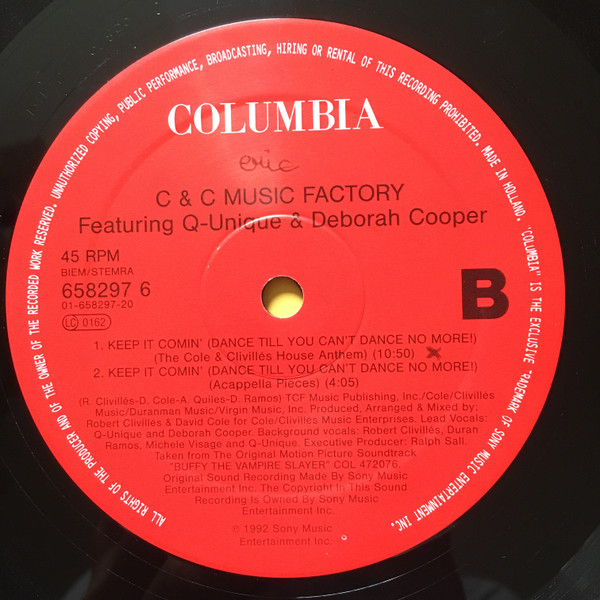 ALL RIGHTS OF THE PRODUCER AND OF THE OWNER OF THE RECORDED WORK RESERVED. UNAUTHORIZED COPYING, PUBLIC PERFORMANCE, BROADCASTING, HIRING OR RENTAL OF THIS RECORDING PROHIBITED. MADE IN HOLLAND. "COLUMBIA" IS THE EXCLUSIVE TRADEMARK OF SONY MUSIC ENTERTAINMENT INC.
COLUMBIA
eric
C & C MUSIC FACTORY
Featuring Q-Unique & Deborah Cooper
45 RPM
BIEM/STEMRA
658297 6
01-658297-20
LC 0162
B
1. KEEP IT COMIN' (DANCE TILL YOU CAN'T DANCE NO MORE!)
(The Cole & Clivillés House Anthem) (10:50) x
2. KEEP IT COMIN' (DANCE TILL YOU CAN'T DANCE NO MORE!)
(Acappella Pieces) (4:05)
(R. Clivillés-D. Cole-A. Quiles-D. Ramos) TCF Music Publishing, Inc./Cole/Clivillés
Music/Duranman Music/Virgin Music, Inc. Produced, Arranged & Mixed by:
Robert Clivillés & David Cole for Cole/Clivillés Music Enterprises. Lead Vocals:
Q-Unique and Deborah Cooper. Background vocals: Robert Clivillés, Duran
Ramos, Michele Visage and Q-Unique. Executive Producer: Ralph Sall.
Taken from The Original Motion Picture Soundtrack
"BUFFY THE VAMPIRE SLAYER" COL 472076.
Original Sound Recording Made By Sony Music
Entertainment Inc. The Copyright In This Sound
Recording Is Owned By Sony Music
Entertainment Inc.
℗ 1992 Sony Music
Entertainment Inc.